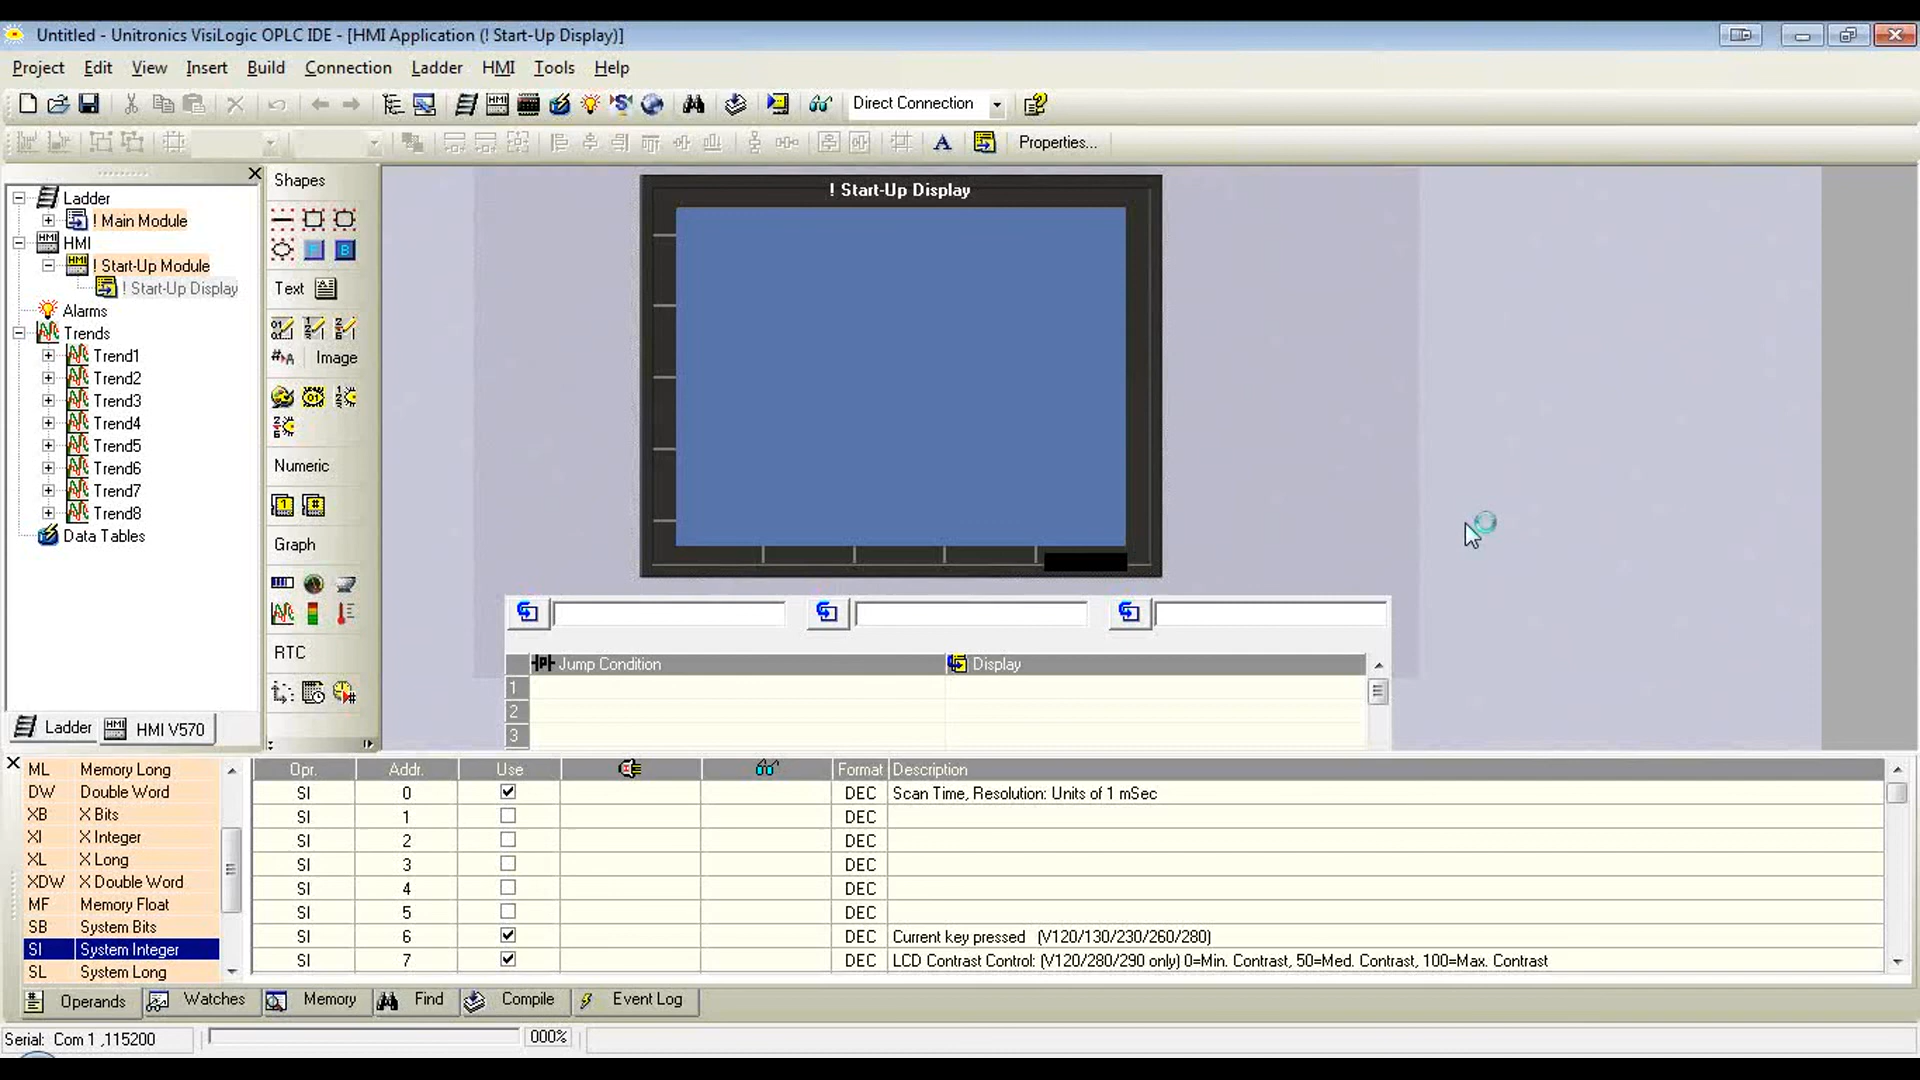 Untitled - Unitronics VisiLogic OPLC IDE - [HMI Application (! Start-Up Display)]
Project Edit View Insert Build Connection Ladder HMI Tools Help
Direct Connection
Properties...
Ladder
! Main Module
HMI
! Start-Up Module
! Start-Up Display
Alarms
Trends
Trend1
Trend2
Trend3
Trend4
Trend5
Trend6
Trend7
Trend8
Data Tables
Ladder HMI V570
Shapes
Text
Image
Numeric
Graph
RTC
! Start-Up Display
Jump Condition Display
1
2
3
ML Memory Long
DW Double Word
XB X Bits
XI X Integer
XL X Long
XDW X Double Word
MF Memory Float
SB System Bits
SI System Integer
SL System Long
Opr. Addr. Use Format Description
SI 0 DEC Scan Time, Resolution: Units of 1 mSec
SI 1 DEC
SI 2 DEC
SI 3 DEC
SI 4 DEC
SI 5 DEC
SI 6 DEC Current key pressed (V120/130/230/260/280)
SI 7 DEC LCD Contrast Control: (V120/280/290 only) 0=Min. Contrast, 50=Med. Contrast, 100=Max. Contrast
Operands Watches Memory Find Compile Event Log
Serial: Com 1 ,115200 000%